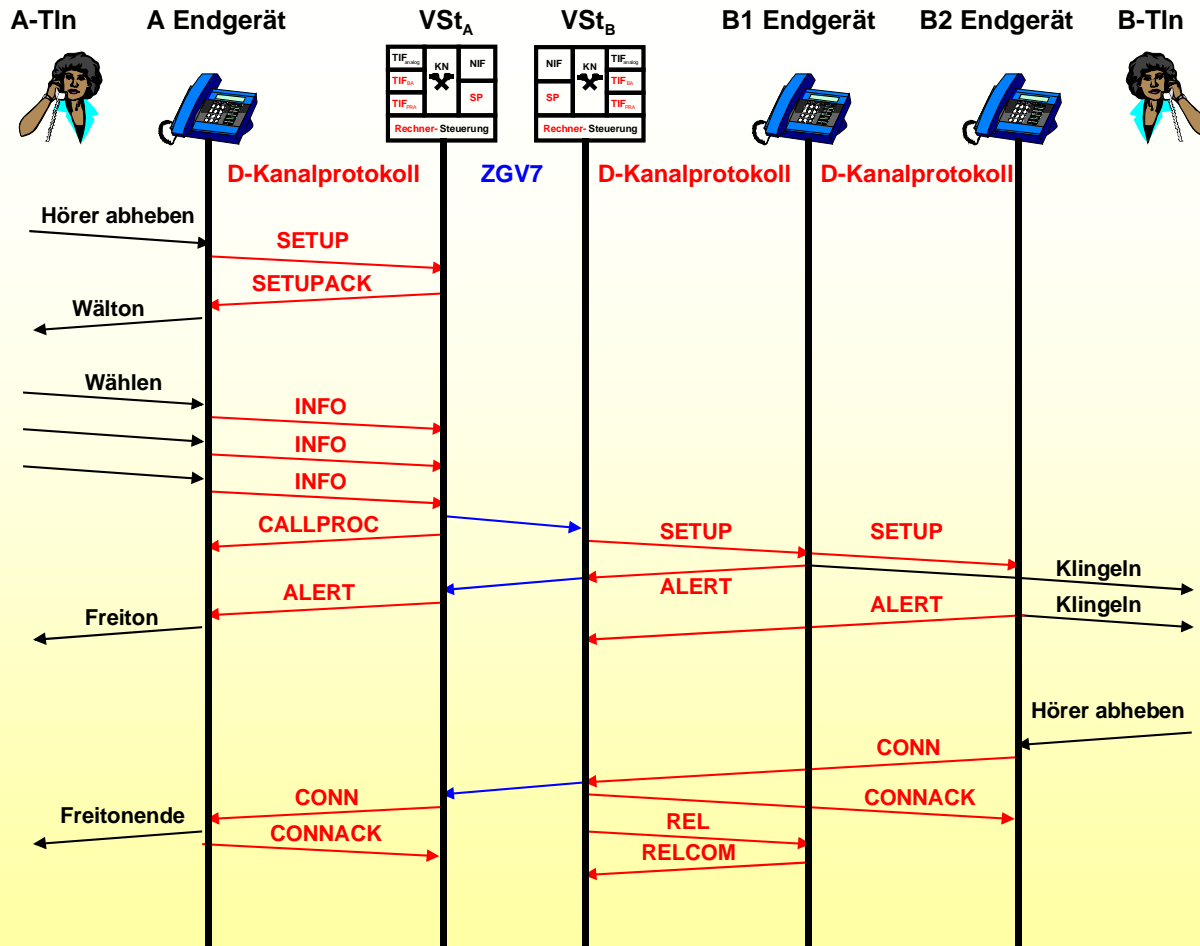 A-Tln A Endgerät VStA VStB B1 Endgerät B2 Endgerät B-Tln
TIFanalog KN NIF
TIFBA
TIFPRA SP
Rechner- Steuerung
NIF KN TIFanalog
TIFBA
SP TIFPRA
Rechner- Steuerung
D-Kanalprotokoll ZGV7 D-Kanalprotokoll D-Kanalprotokoll
Hörer abheben
SETUP
SETUPACK
Wälton
Wählen
INFO
INFO
INFO
CALLPROC
SETUP
SETUP
Klingeln
ALERT
ALERT
Klingeln
ALERT
Freiton
Hörer abheben
CONN
CONN
CONNACK
Freitonende
REL
CONNACK
RELCOM